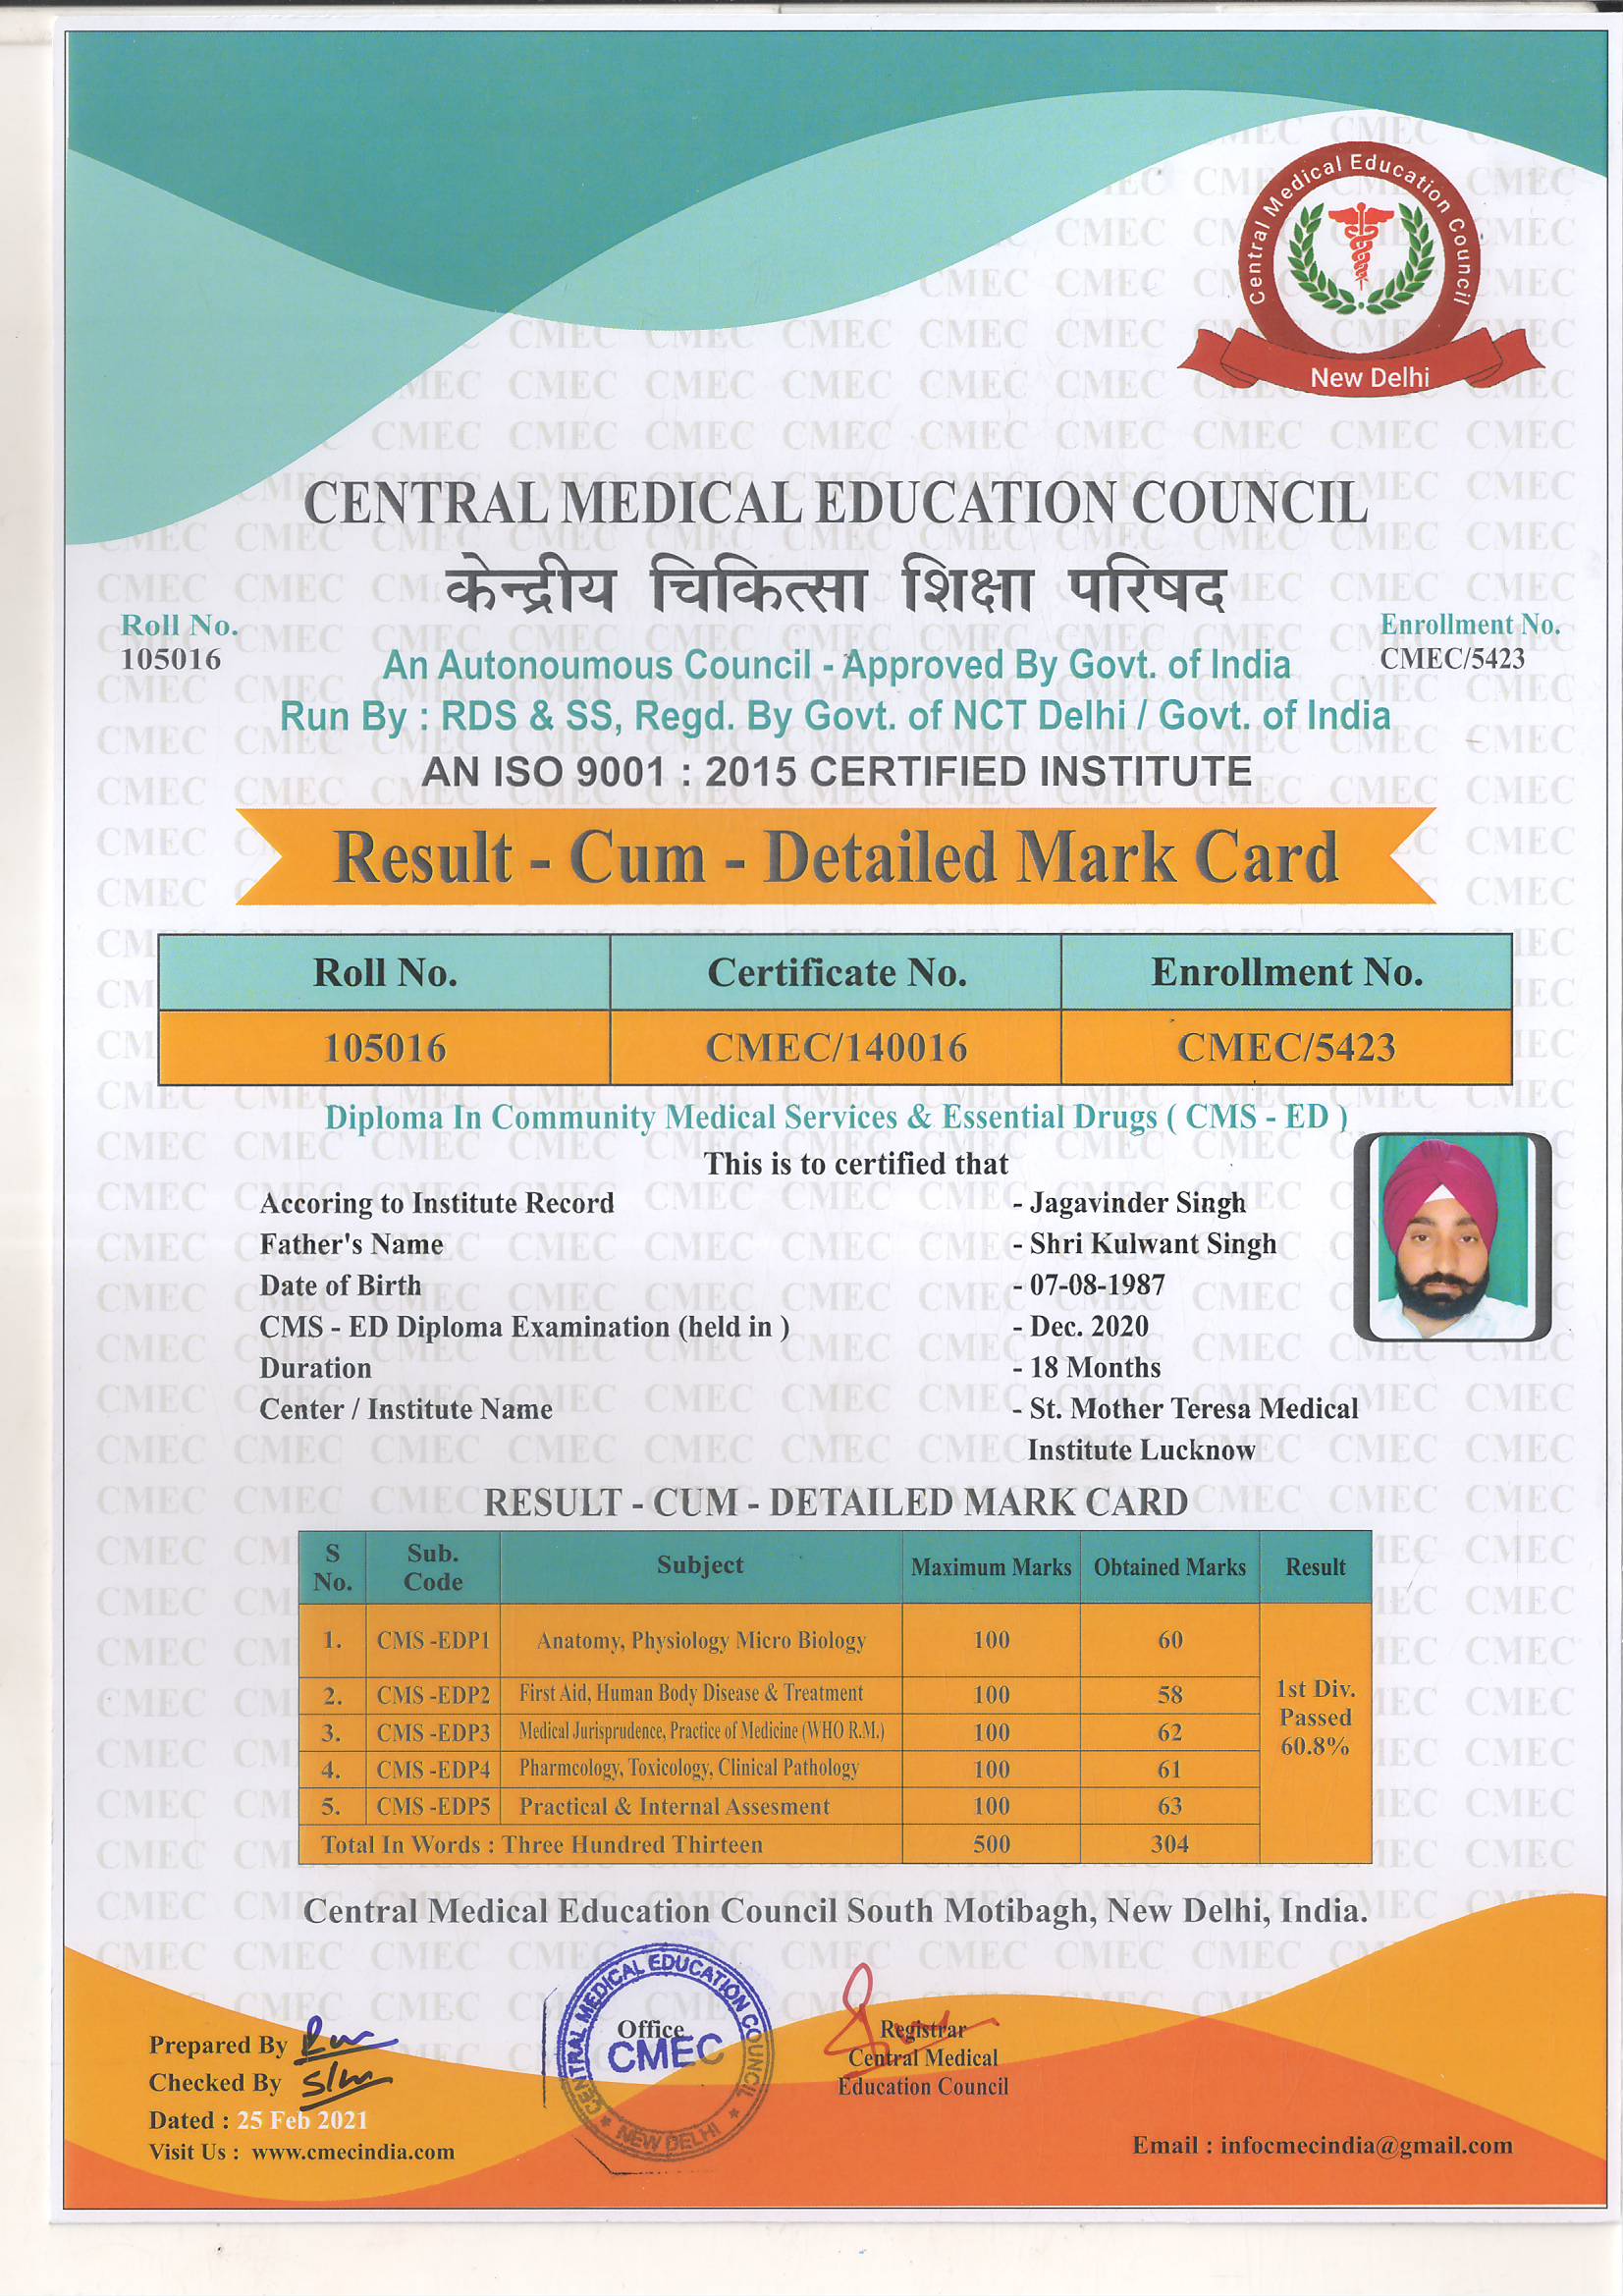 Central Medical Education Council
New Delhi
CENTRAL MEDICAL EDUCATION COUNCIL
केन्द्रीय चिकित्सा शिक्षा परिषद
Roll No.
105016
Enrollment No.
CMEC/5423
An Autonoumous Council - Approved By Govt. of India
Run By : RDS & SS, Regd. By Govt. of NCT Delhi / Govt. of India
AN ISO 9001 : 2015 CERTIFIED INSTITUTE
Result - Cum - Detailed Mark Card
Roll No. Certificate No. Enrollment No.
105016 CMEC/140016 CMEC/5423
Diploma In Community Medical Services & Essential Drugs ( CMS - ED )
This is to certified that
Accoring to Institute Record - Jagavinder Singh
Father's Name - Shri Kulwant Singh
Date of Birth - 07-08-1987
CMS - ED Diploma Examination (held in ) - Dec. 2020
Duration - 18 Months
Center / Institute Name - St. Mother Teresa Medical
Institute Lucknow
RESULT - CUM - DETAILED MARK CARD
S No. Sub. Code Subject Maximum Marks Obtained Marks Result
1. CMS -EDP1 Anatomy, Physiology Micro Biology 100 60
2. CMS -EDP2 First Aid, Human Body Disease & Treatment 100 58
3. CMS -EDP3 Medical Jurisprudence, Practice of Medicine (WHO R.M.) 100 62
4. CMS -EDP4 Pharmcology, Toxicology, Clinical Pathology 100 61
5. CMS -EDP5 Practical & Internal Assesment 100 63
1st Div.
Passed
60.8%
Total In Words : Three Hundred Thirteen 500 304
Central Medical Education Council South Motibagh, New Delhi, India.
Prepared By
Checked By
Dated : 25 Feb 2021
Visit Us : www.cmecindia.com
CENTRAL MEDICAL EDUCATION COUNCIL
Office
CMEC
NEW DELHI
Registrar
Central Medical
Education Council
Email : infocmecindia@gmail.com